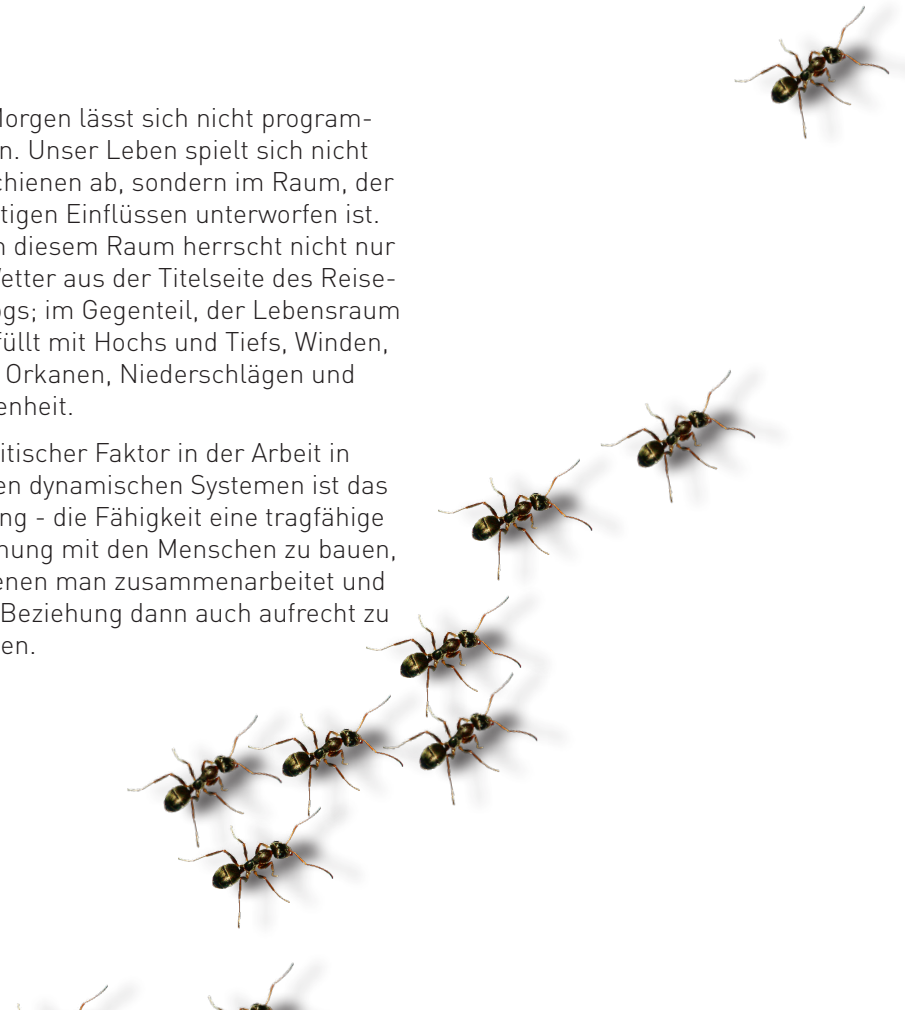 lorgen lässt sich nicht program-
n. Unser Leben spielt sich nicht
chienen ab, sondern im Raum, der
tigen Einflüssen unterworfen ist.
n diesem Raum herrscht nicht nur
etter aus der Titelseite des Reise-
ogs; im Gegenteil, der Lebensraum
füllt mit Hochs und Tiefs, Winden,
Orkanen, Niederschlägen und
enheit.
itischer Faktor in der Arbeit in
en dynamischen Systemen ist das
ng - die Fähigkeit eine tragfähige
hung mit den Menschen zu bauen,
enen man zusammenarbeitet und
Beziehung dann auch aufrecht zu
en.